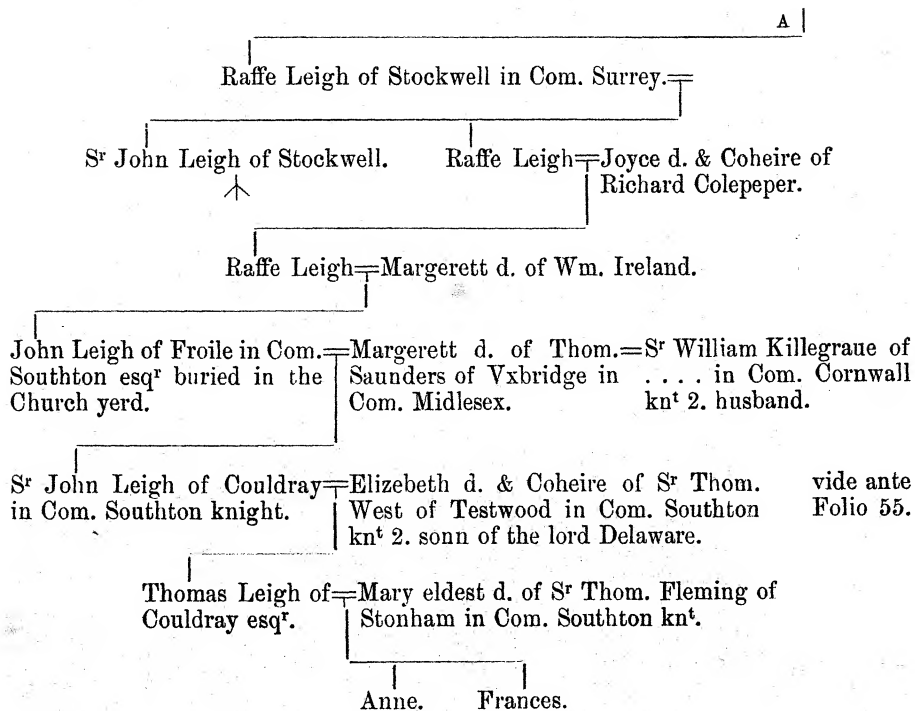 A
Raffe Leigh of Stockwell in Com. Surrey.
Sʳ John Leigh of Stockwell.
Raffe Leigh
Joyce d. & Coheire of
Richard Colepeper.
Raffe Leigh
Margerett d. of Wm. Ireland.
John Leigh of Froile in Com.
Southton esqʳ buried in the
Church yerd.
Margerett d. of Thom.
Saunders of Vxbridge in
Com. Midlesex.
Sʳ William Killegraue of
. . . . in Com. Cornwall
knᵗ 2. husband.
Sʳ John Leigh of Couldray
in Com. Southton knight.
Elizebeth d. & Coheire of Sʳ Thom.
West of Testwood in Com. Southton
knᵗ 2. sonn of the lord Delaware.
vide ante
Folio 55.
Thomas Leigh of
Couldray esqʳ.
Mary eldest d. of Sʳ Thom. Fleming of
Stonham in Com. Southton knᵗ.
Anne.
Frances.